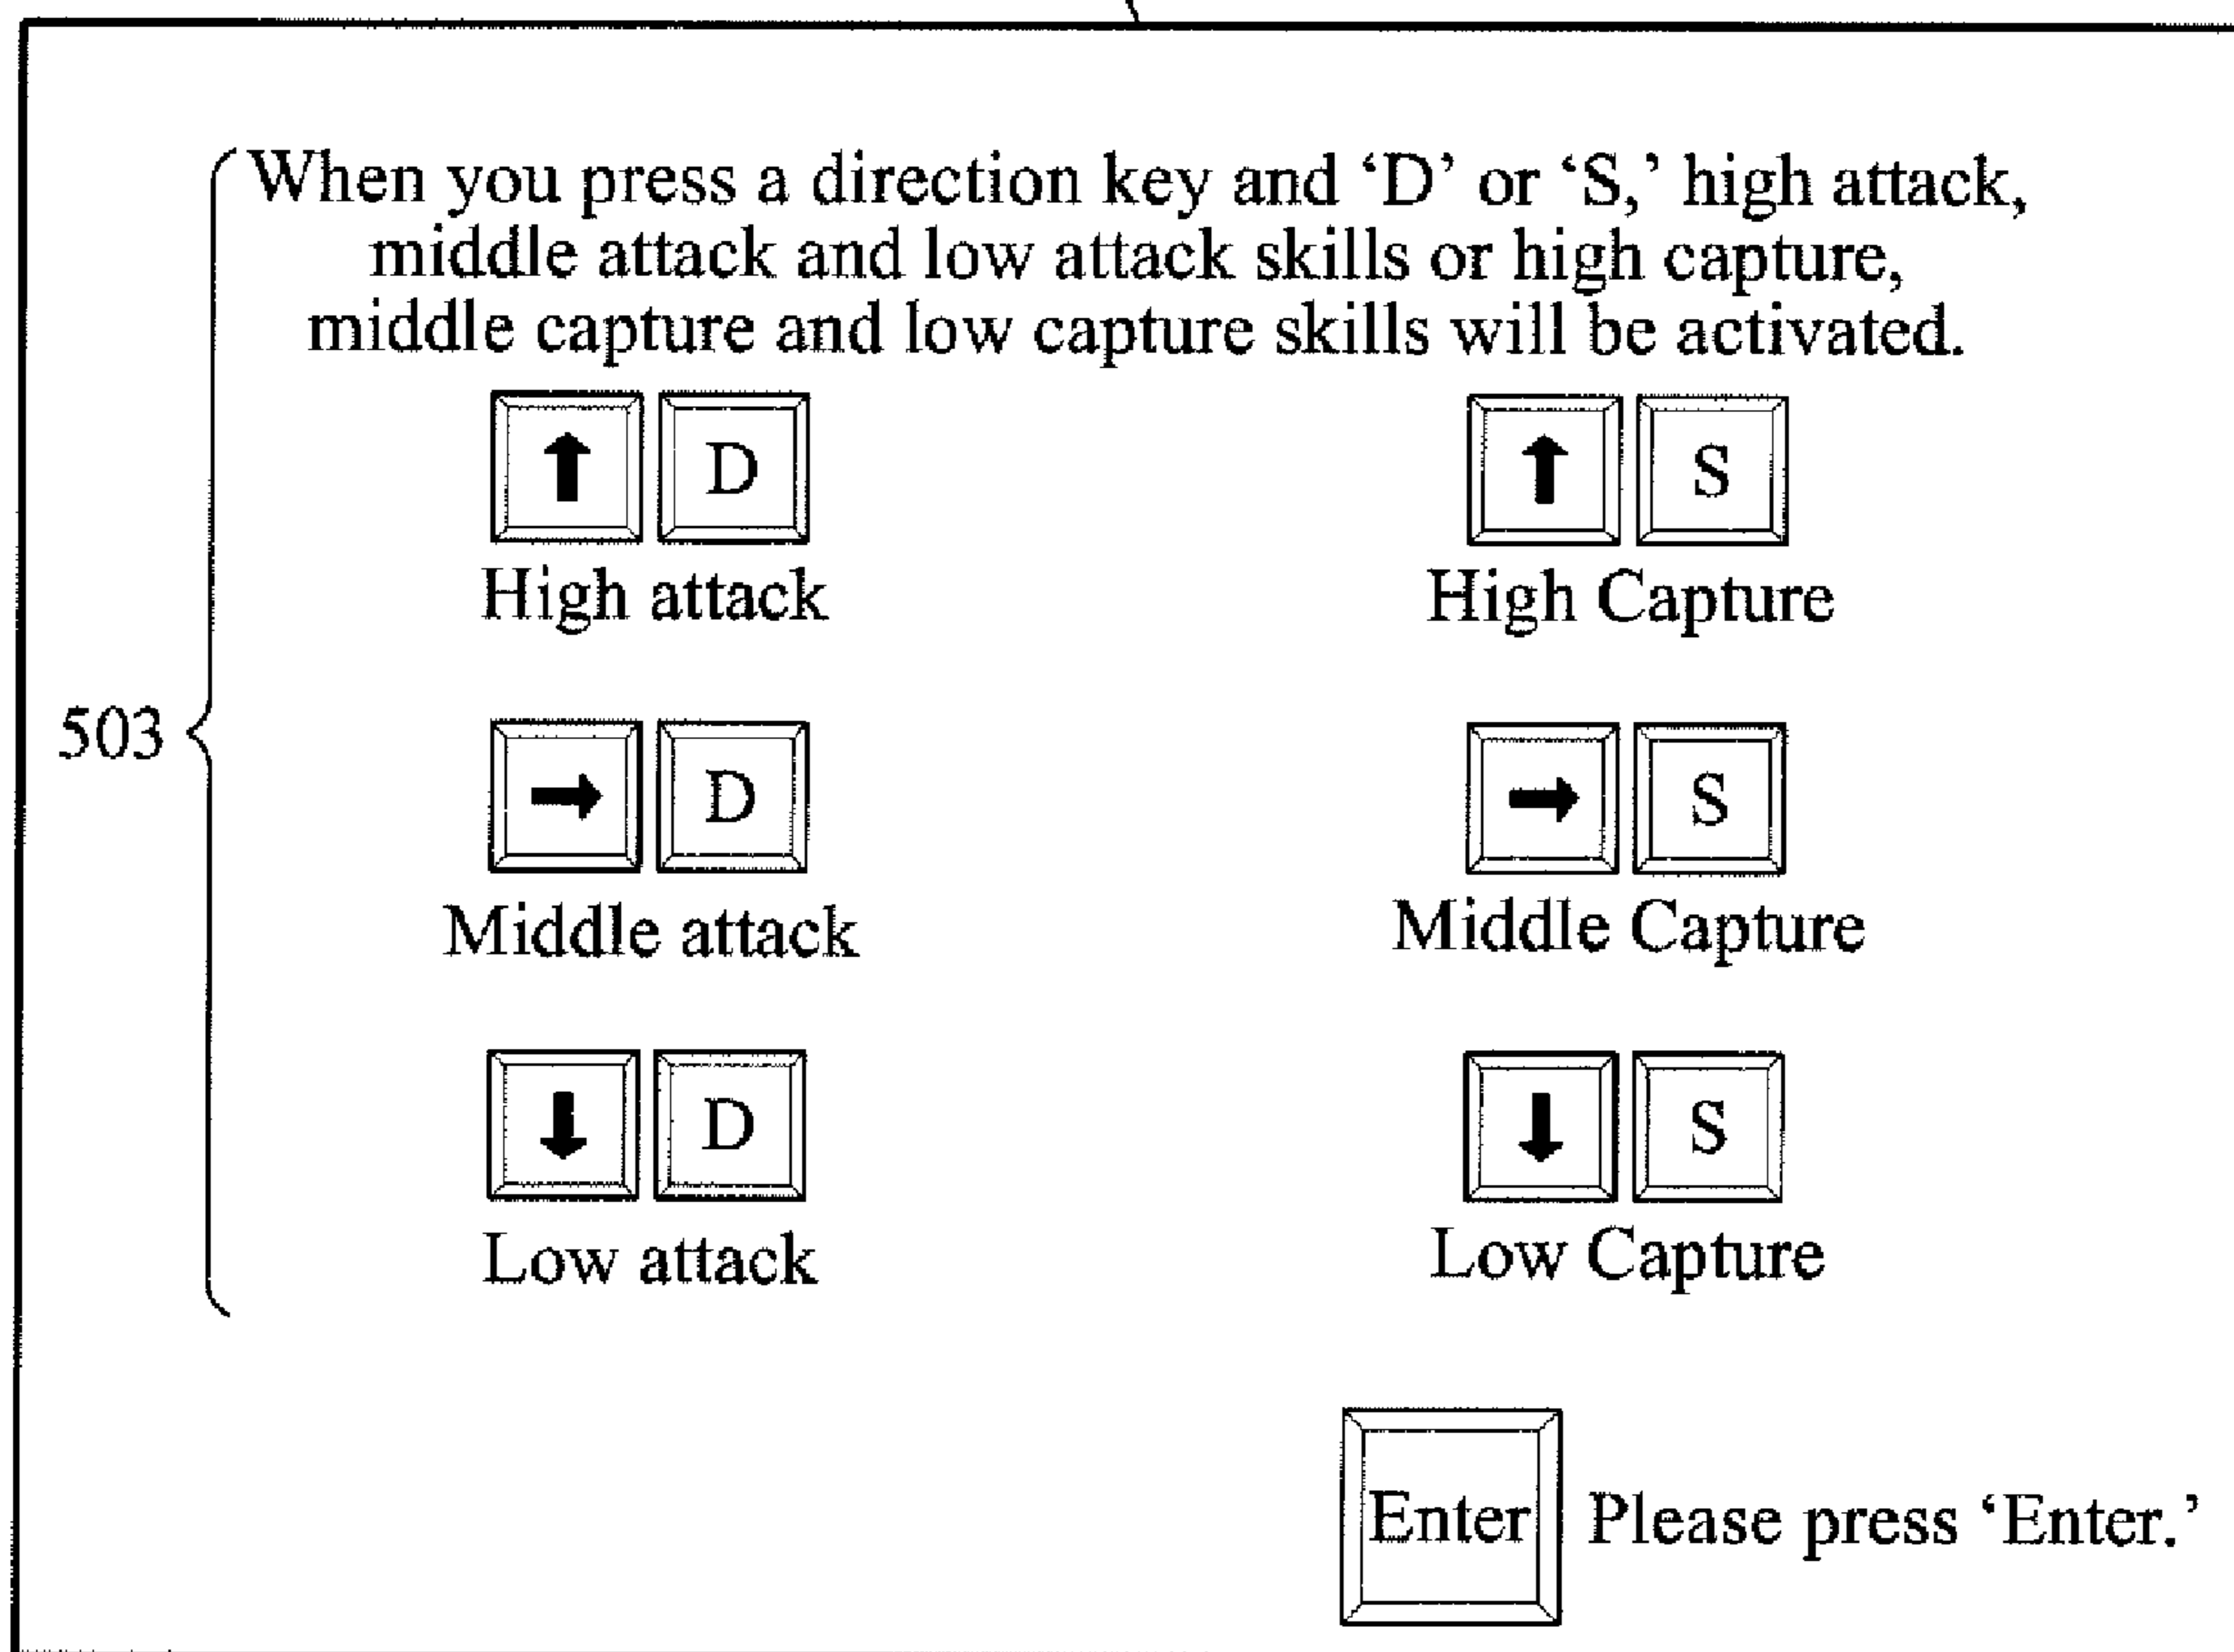 When you press a direction key and ‘D’ or ‘S,’ high attack,
middle attack and low attack skills or high capture,
middle capture and low capture skills will be activated.
↑ D ↑ S
High attack High Capture
503
→ D → S
Middle attack Middle Capture
↓ D ↓ S
Low attack Low Capture
Enter Please press ‘Enter.’